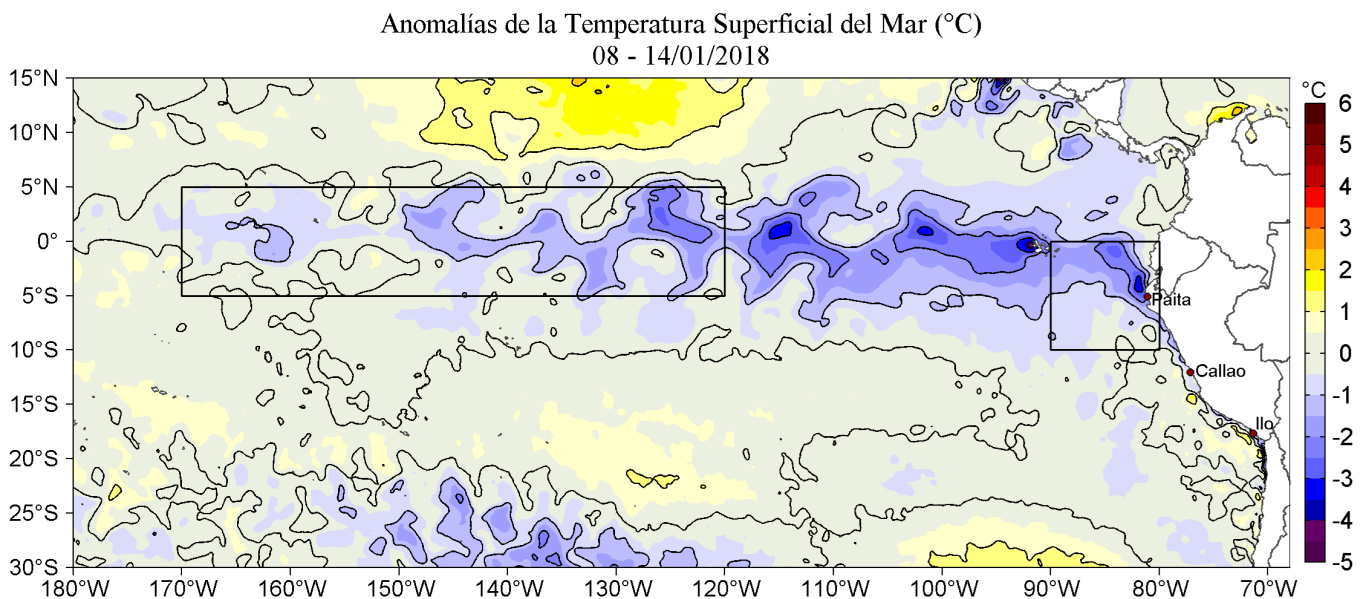 Anomalías de la Temperatura Superficial del Mar (°C)
08 - 14/01/2018
15°N
10°N
5°N
0°
5°S
10°S
15°S
20°S
25°S
30°S
180°W
170°W
160°W
150°W
140°W
130°W
120°W
110°W
100°W
90°W
80°W
70°W
Paita
Callao
Ilo
°C
6
5
4
3
2
1
0
-1
-2
-3
-4
-5